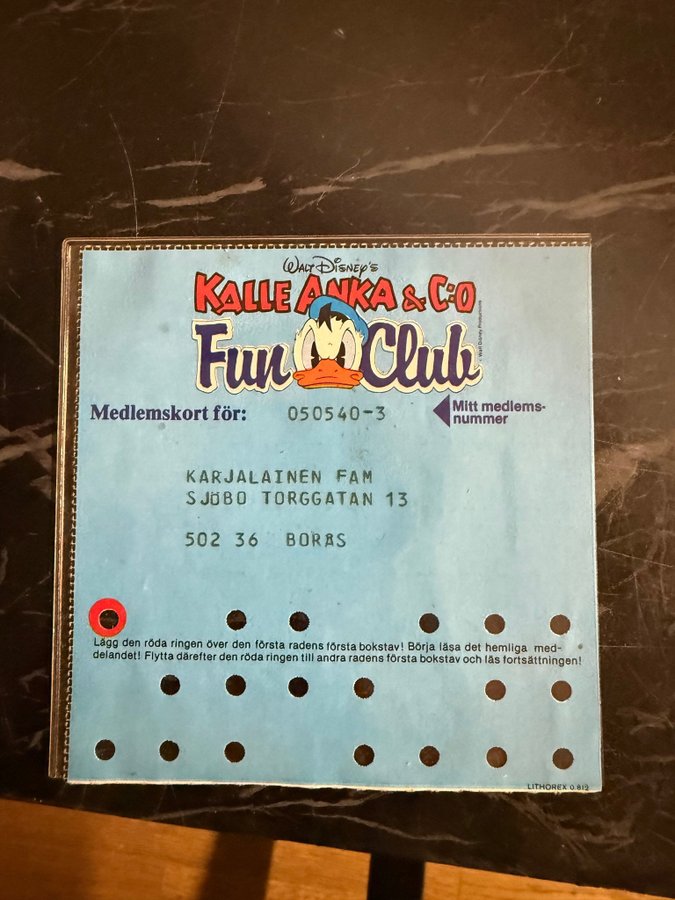 Walt Disney's
KALLE ANKA & C:O
Fun Club
© Walt Disney Productions
Medlemskort för: 050540-3 Mitt medlems-
nummer
KARJALAINEN FAM
SJÖBO TORGGATAN 13
502 36 BORÅS
Lägg den röda ringen över den första radens första bokstav! Börja läsa det hemliga med-
delandet! Flytta därefter den röda ringen till andra radens första bokstav och läs fortsättningen!
LITHOREX 0.812